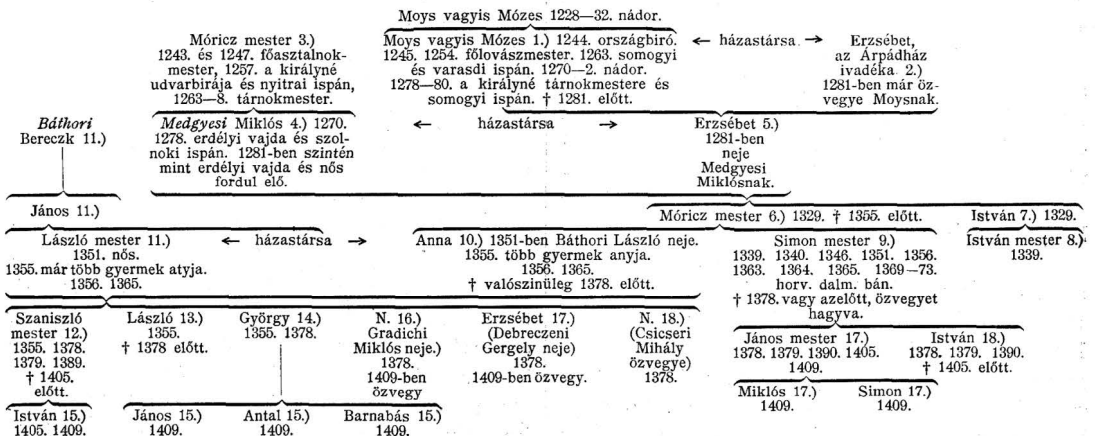 Moys vagyis Mózes 1228—32. nádor.
Móricz mester 3.)
1243. és 1247. főasztalnok-
mester, 1257. a királyné
udvarbirája és nyitrai ispán,
1263—8. tárnokmester.
Moys vagyis Mózes 1.) 1244. országbiró.
1245. 1254. főlovászmester. 1263. somogyi
és varasdi ispán. 1270—2. nádor.
1278—80. a királyné tárnokmestere és
somogyi ispán. † 1281. előtt.
← házastársa →
Erzsébet,
az Árpádház
ivadéka 2.)
1281-ben már öz-
vegye Moysnak.
Báthori
Bereczk 11.)
Medgyesi Miklós 4.) 1270.
1278. erdélyi vajda és szol-
noki ispán. 1281-ben szintén
mint erdélyi vajda és nős
fordul elő.
← házastársa →
Erzsébet 5.)
1281-ben
neje
Medgyesi
Miklósnak.
János 11.)
Móricz mester 6.) 1329. † 1355. előtt.
István 7.) 1329.
László mester 11.)
1351. nős.
1355. már több gyermek atyja.
1356. 1365.
← házastársa →
Anna 10.) 1351-ben Báthori László neje.
1355. több gyermek anyja.
1356. 1365.
† valószinüleg 1378. előtt.
Simon mester 9.)
1339. 1340. 1346. 1351. 1356.
1363. 1364. 1365. 1369—73.
horv. dalm. bán.
† 1378. vagy azelőtt, özvegyet
hagyva.
István mester 8.)
1339.
Szaniszló
mester 12.)
1355. 1378.
1379. 1389.
† 1405.
előtt.
László 13.)
1355.
† 1378 előtt.
György 14.)
1355. 1378.
N. 16.)
Gradichi
Miklós neje.)
1378.
1409-ben
özvegy
Erzsébet 17.)
(Debreczeni
Gergely neje)
1378.
1409-ben özvegy.
N. 18.)
(Csicseri
Mihály
özvegye)
1378.
János mester 17.)
1378. 1379. 1390. 1405.
1409.
István 18.)
1378. 1379. 1390.
† 1405. előtt.
István 15.)
1405. 1409.
János 15.)
1409.
Antal 15.)
1409.
Barnabás 15.)
1409.
Miklós 17.)
1409.
Simon 17.)
1409.